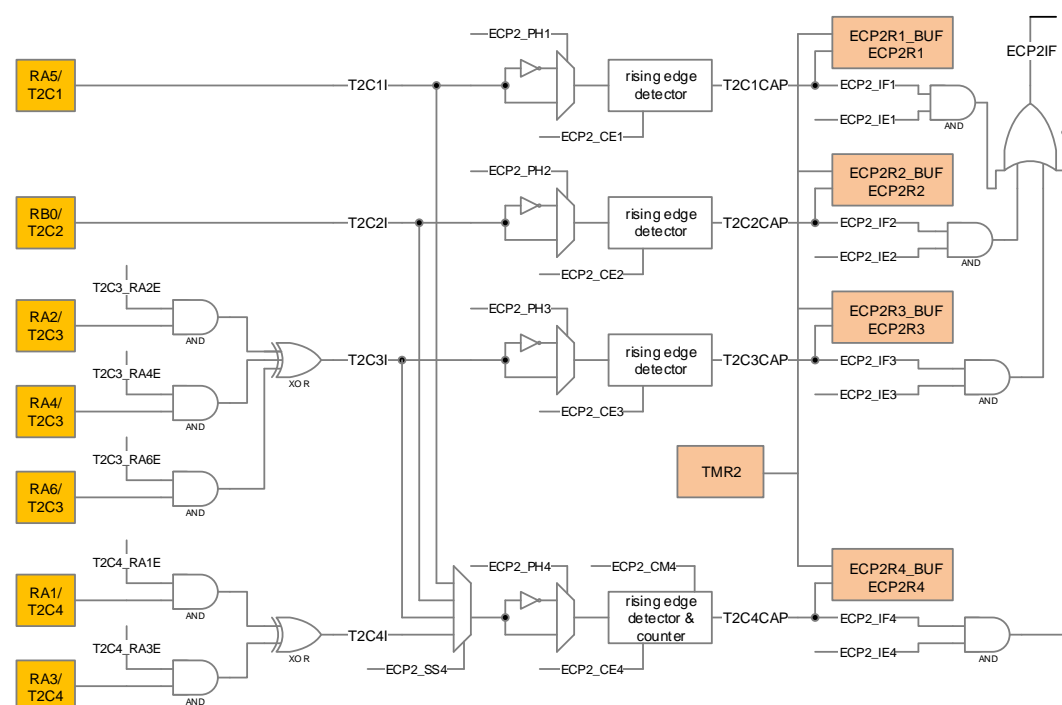 ECP2_PH1
ECP2R1_BUF
ECP2R1
ECP2IF
RA5/
T2C1
T2C1I
rising edge
detector
T2C1CAP
ECP2_IF1
ECP2_IE1
AND
ECP2_CE1
ECP2_PH2
ECP2R2_BUF
ECP2R2
RB0/
T2C2
T2C2I
rising edge
detector
T2C2CAP
ECP2_IF2
ECP2_IE2
AND
ECP2_CE2
T2C3_RA2E
RA2/
T2C3
AND
ECP2_PH3
ECP2R3_BUF
ECP2R3
T2C3I
XOR
rising edge
detector
T2C3CAP
ECP2_IF3
ECP2_IE3
AND
ECP2_CE3
T2C3_RA4E
RA4/
T2C3
AND
T2C3_RA6E
RA6/
T2C3
AND
TMR2
T2C4_RA1E
RA1/
T2C4
AND
ECP2_PH4
ECP2_CM4
ECP2R4_BUF
ECP2R4
rising edge
detector &
counter
T2C4CAP
ECP2_IF4
ECP2_IE4
AND
T2C4I
XOR
ECP2_SS4
ECP2_CE4
T2C4_RA3E
RA3/
T2C4
AND